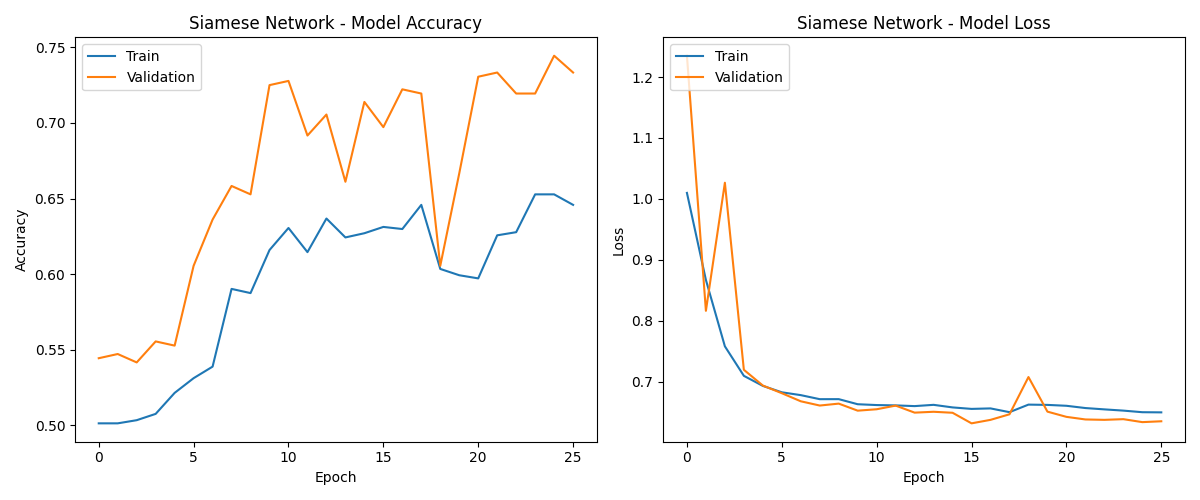 Siamese Network - Model Accuracy
Train
Validation
0.75
0.70
0.65
0.60
0.55
0.50
Accuracy
0 5 10 15 20 25
Epoch
Siamese Network - Model Loss
Train
Validation
1.2
1.1
1.0
0.9
0.8
0.7
Loss
0 5 10 15 20 25
Epoch